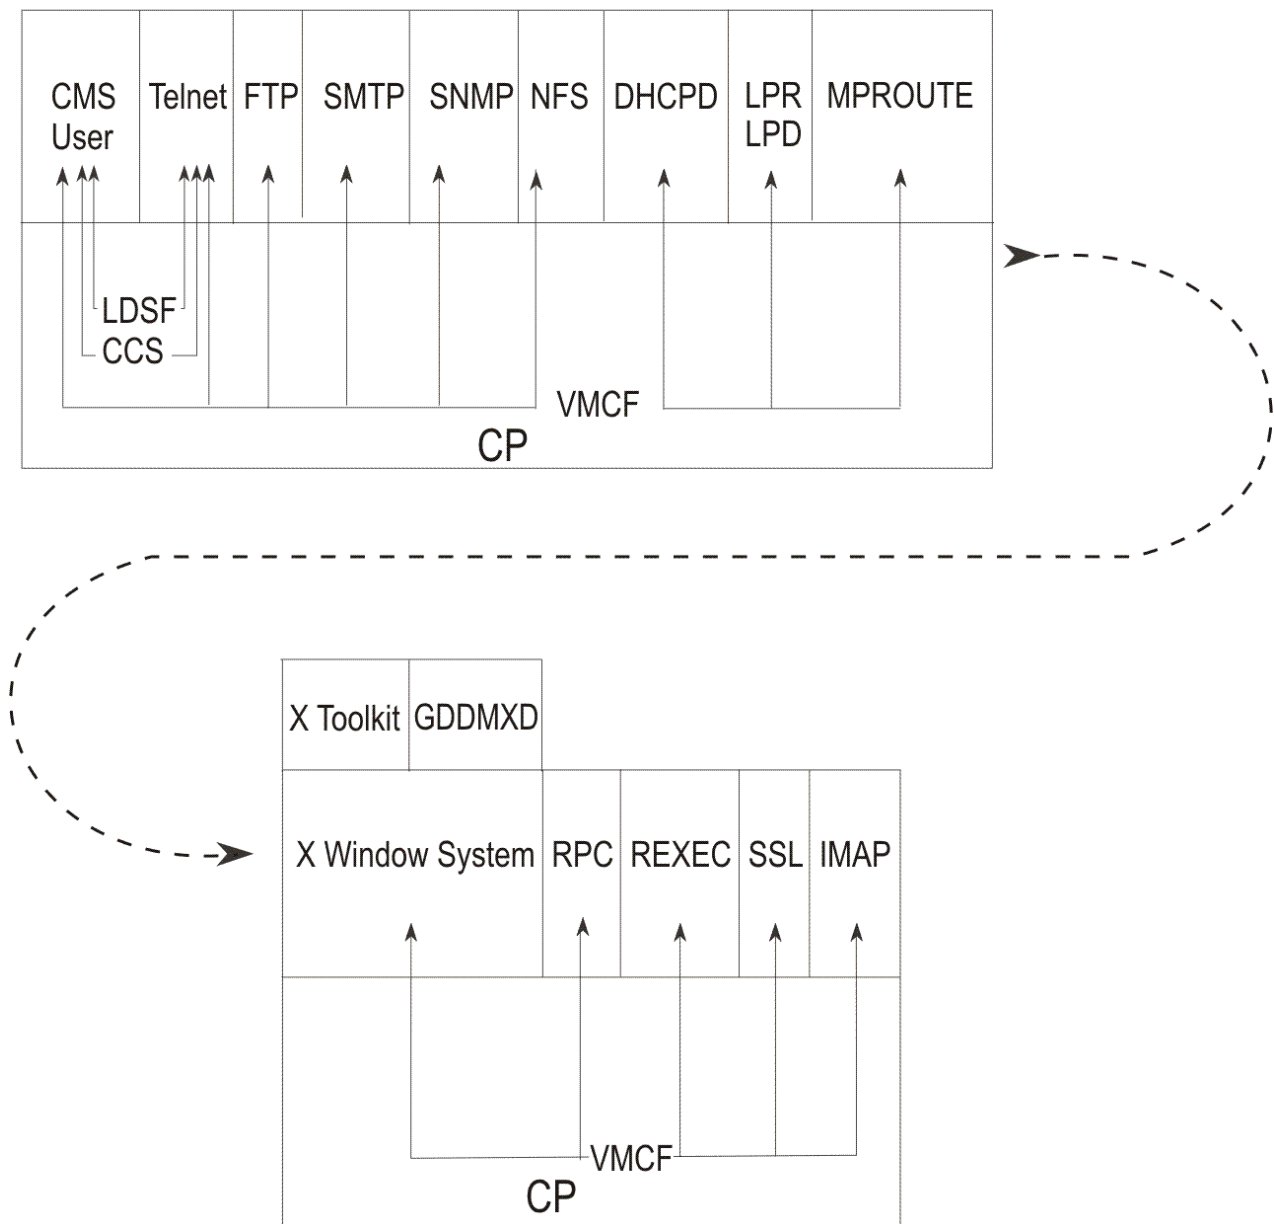 CMS
User
Telnet
FTP
SMTP
SNMP
NFS
DHCPD
LPR
LPD
MPROUTE
LDSF
CCS
VMCF
CP
X Toolkit
GDDMXD
X Window System
RPC
REXEC
SSL
IMAP
VMCF
CP